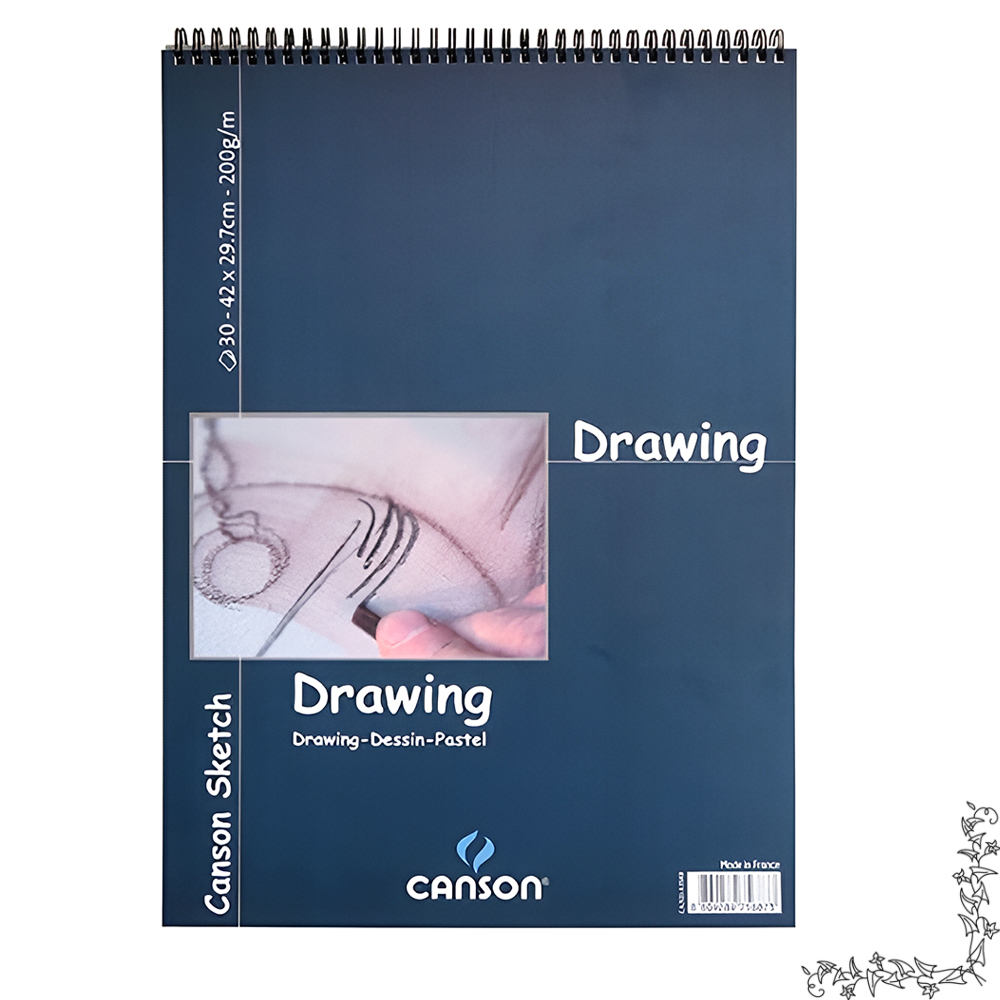 30 - 42 x 29.7cm - 200g/m
Drawing
Drawing
Drawing-Dessin-Pastel
Canson Sketch
CANSON®
Made in France